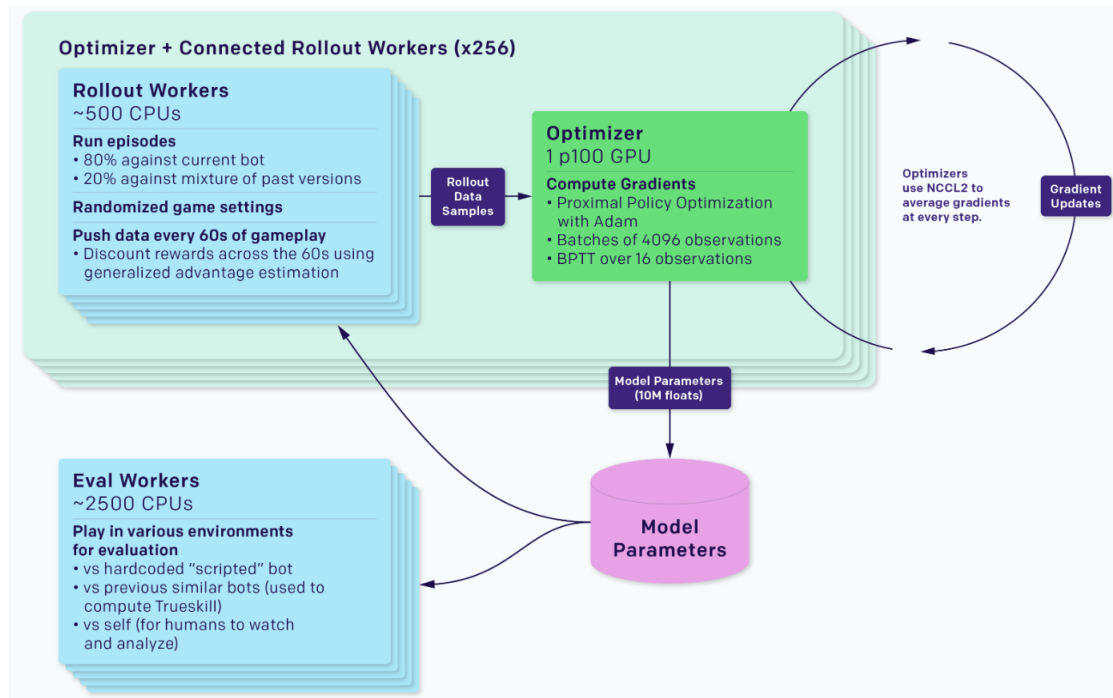 Optimizer + Connected Rollout Workers (x256)
Rollout Workers
~500 CPUs
Run episodes
• 80% against current bot
• 20% against mixture of past versions
Randomized game settings
Push data every 60s of gameplay
• Discount rewards across the 60s using
generalized advantage estimation
Rollout
Data
Samples
Optimizer
1 p100 GPU
Compute Gradients
• Proximal Policy Optimization
with Adam
• Batches of 4096 observations
• BPTT over 16 observations
Optimizers
use NCCL2 to
average gradients
at every step.
Gradient
Updates
Model Parameters
(10M floats)
Eval Workers
~2500 CPUs
Play in various environments
for evaluation
• vs hardcoded “scripted” bot
• vs previous similar bots (used to
compute Trueskill)
• vs self (for humans to watch
and analyze)
Model
Parameters